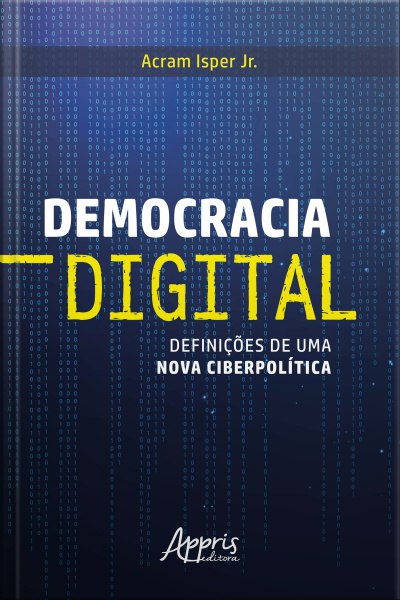 Acram Isper Jr.
DEMOCRACIA
DIGITAL
DEFINIÇÕES DE UMA
NOVA CIBERPOLÍTICA
Appris
editora